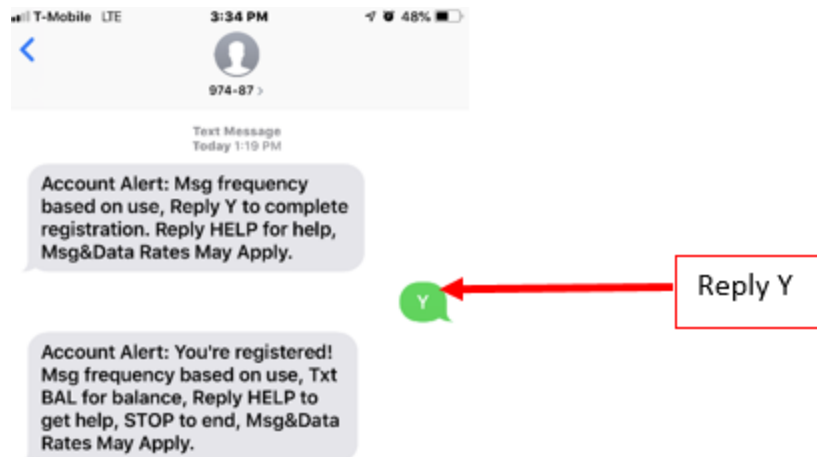 T-Mobile LTE 3:34 PM 48%
974-87 >
Text Message
Today 1:19 PM
Account Alert: Msg frequency
based on use, Reply Y to complete
registration. Reply HELP for help,
Msg&Data Rates May Apply.
Y
Reply Y
Account Alert: You're registered!
Msg frequency based on use, Txt
BAL for balance, Reply HELP to
get help, STOP to end, Msg&Data
Rates May Apply.